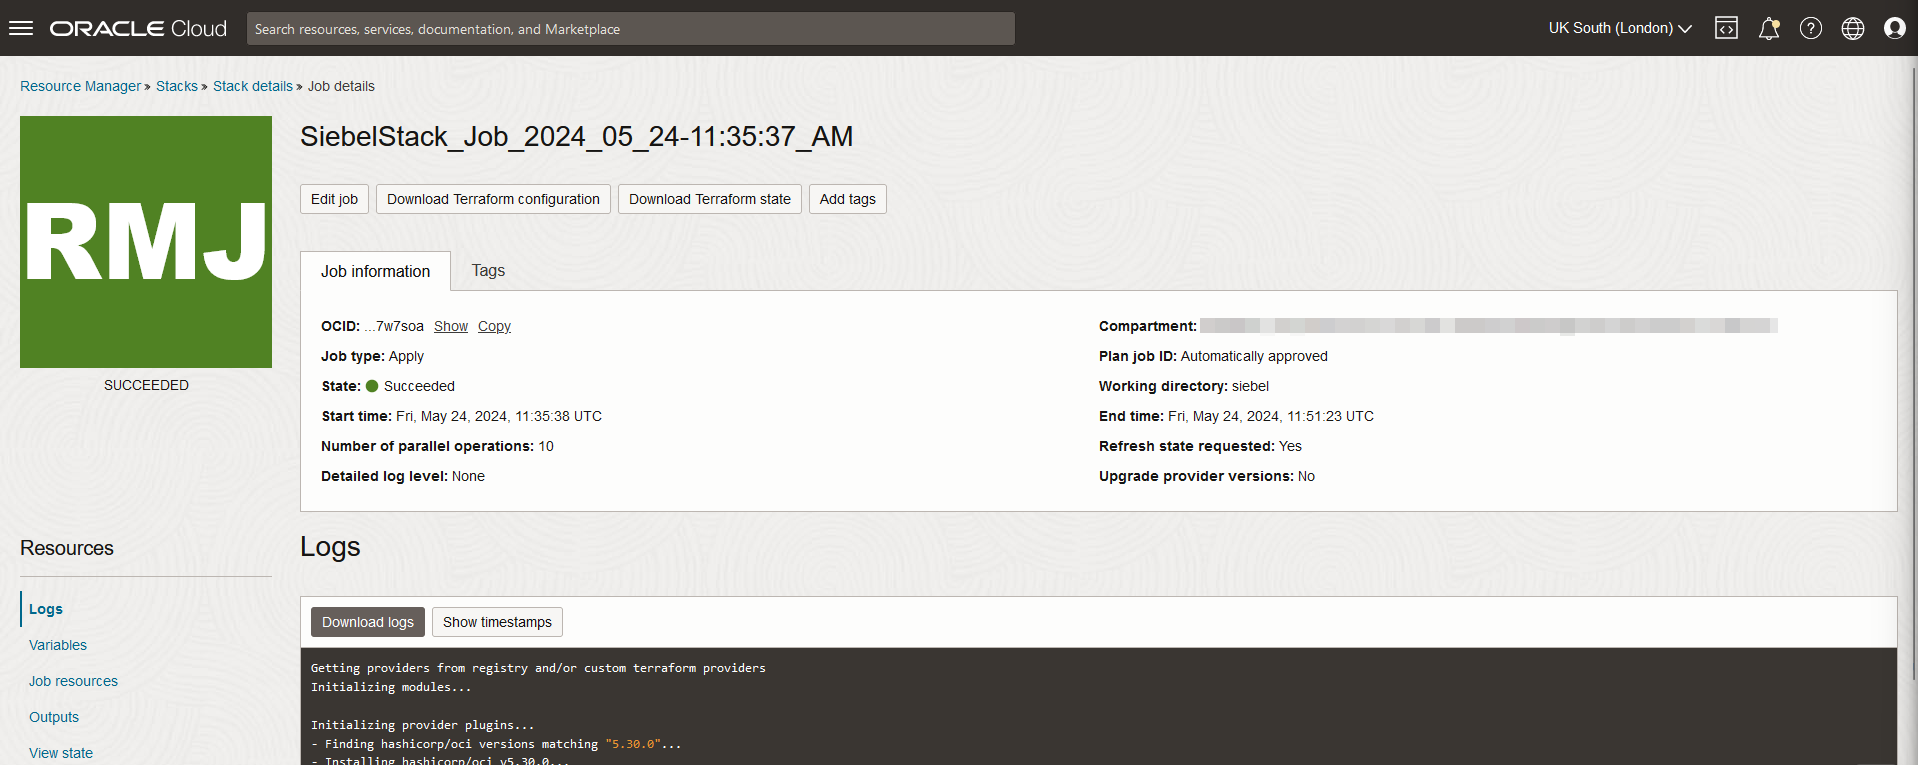 ORACLE Cloud
Search resources, services, documentation, and Marketplace
UK South (London)
Resource Manager » Stacks » Stack details » Job details
RMJ
SUCCEEDED
SiebelStack_Job_2024_05_24-11:35:37_AM
Edit job
Download Terraform configuration
Download Terraform state
Add tags
Job information
Tags
OCID: ...7w7soa Show Copy
Job type: Apply
State: Succeeded
Start time: Fri, May 24, 2024, 11:35:38 UTC
Number of parallel operations: 10
Detailed log level: None
Compartment:
Plan job ID: Automatically approved
Working directory: siebel
End time: Fri, May 24, 2024, 11:51:23 UTC
Refresh state requested: Yes
Upgrade provider versions: No
Resources
Logs
Variables
Job resources
Outputs
View state
Logs
Download logs
Show timestamps
Getting providers from registry and/or custom terraform providers
Initializing modules...
Initializing provider plugins...
- Finding hashicorp/oci versions matching "5.30.0"...
- Installing hashicorp/oci v5.30.0...